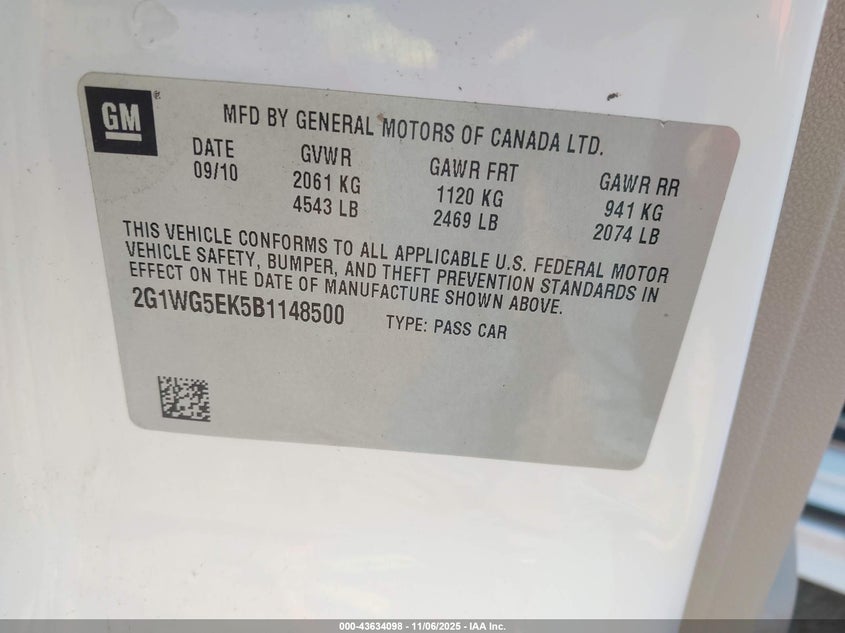 GM
®
MFD BY GENERAL MOTORS OF CANADA LTD.
DATE GVWR GAWR FRT GAWR RR
09/10 2061 KG 1120 KG 941 KG
4543 LB 2469 LB 2074 LB
THIS VEHICLE CONFORMS TO ALL APPLICABLE U.S. FEDERAL MOTOR
VEHICLE SAFETY, BUMPER, AND THEFT PREVENTION STANDARDS IN
EFFECT ON THE DATE OF MANUFACTURE SHOWN ABOVE.
2G1WG5EK5B1148500 TYPE: PASS CAR
000-43634098 - 11/06/2025 - IAA Inc.